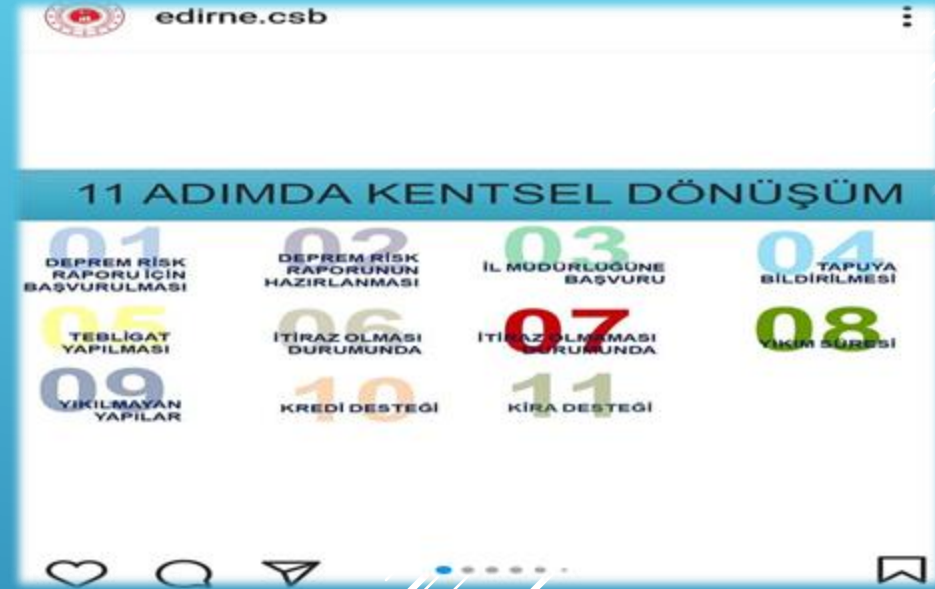 edirne.csb
11 ADIMDA KENTSEL DÖNÜŞÜM
01
DEPREM RİSK
RAPORU İÇİN
BAŞVURULMASI
02
DEPREM RİSK
RAPORUNUN
HAZIRLANMASI
03
İL MÜDÜRLÜĞÜNE
BAŞVURU
04
TAPUYA
BİLDİRİLMESİ
05
TEBLİGAT
YAPILMASI
06
İTİRAZ OLMASI
DURUMUNDA
07
İTİRAZ OLMAMASI
DURUMUNDA
08
YIKIM SÜRESİ
09
YIKILMAYAN
YAPILAR
10
KREDİ DESTEĞİ
11
KİRA DESTEĞİ